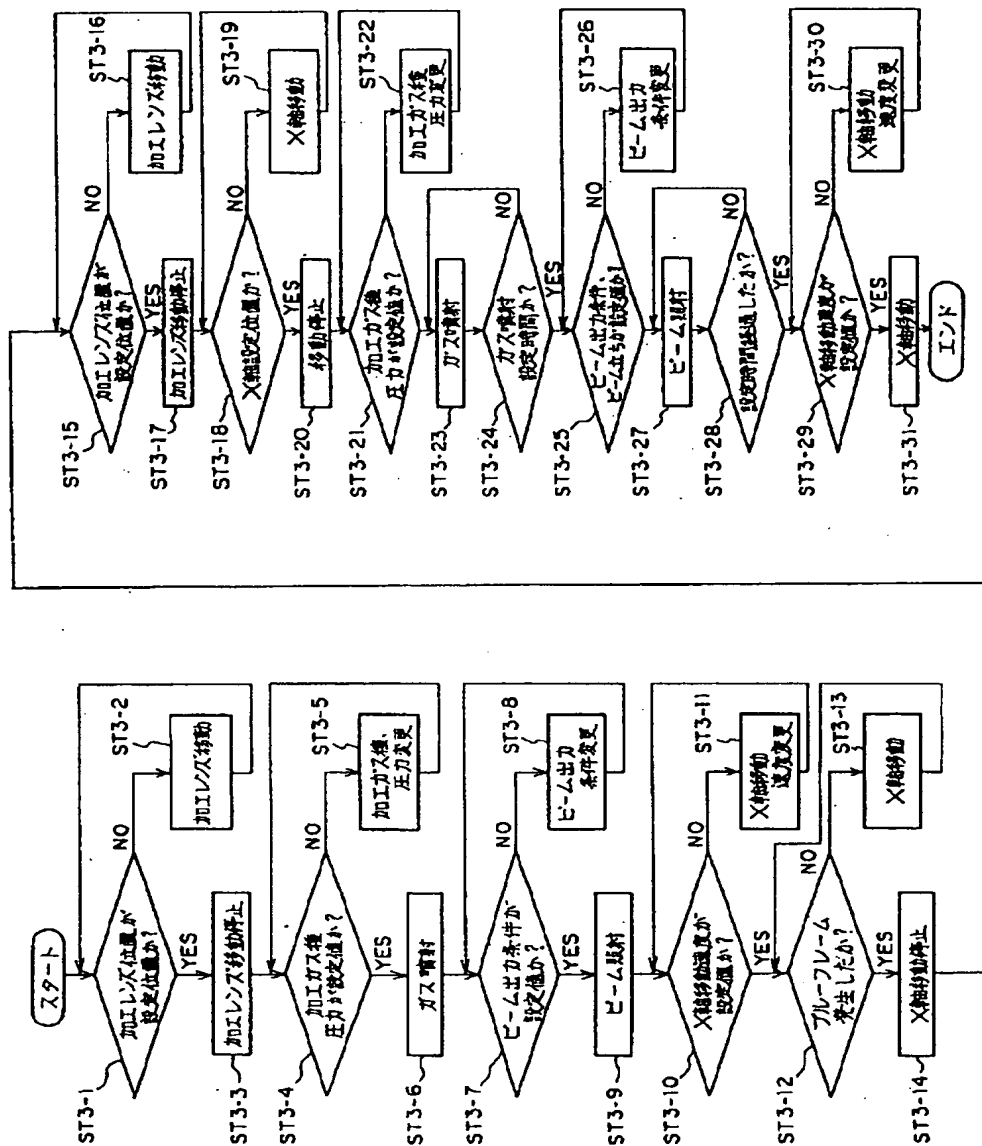 スタート
ST3-1
加工レンズ位置が
設定位置か?
NO
ST3-2
加工レンズ移動
YES
ST3-3
加工レンズ移動停止
ST3-4
加工ガス種
圧力が設定値か?
NO
ST3-5
加工ガス種、
圧力変更
YES
ST3-6
ガス噴射
ST3-7
ビーム出力条件が
設定値か?
NO
ST3-8
ビーム出力
条件変更
YES
ST3-9
ビーム照射
ST3-10
X軸移動速度が
設定値か?
ST3-11
X軸移動
速度変更
YES
ST3-12
ブルーフレーム
発生したか?
NO
ST3-13
X軸移動
YES
ST3-14
X軸移動停止
ST3-15
加工レンズ位置が
設定位置か?
NO
ST3-16
加工レンズ移動
YES
ST3-17
加工レンズ移動停止
ST3-18
X軸設定位置か?
NO
ST3-19
X軸移動
YES
ST3-20
移動停止
ST3-21
加工ガス種
圧力が設定値か?
NO
ST3-22
加工ガス種
圧力変更
ST3-23
ガス噴射
ST3-24
ガス噴射
設定時間か?
NO
YES
ST3-25
ビーム出力条件、
ビーム立ちが設定値か?
NO
ST3-26
ビーム出力
条件変更
YES
ST3-27
ビーム照射
ST3-28
設定時間経過したか?
NO
YES
ST3-29
X軸移動速度が
設定値か?
NO
ST3-30
X軸移動
速度変更
YES
ST3-31
X軸移動
エンド